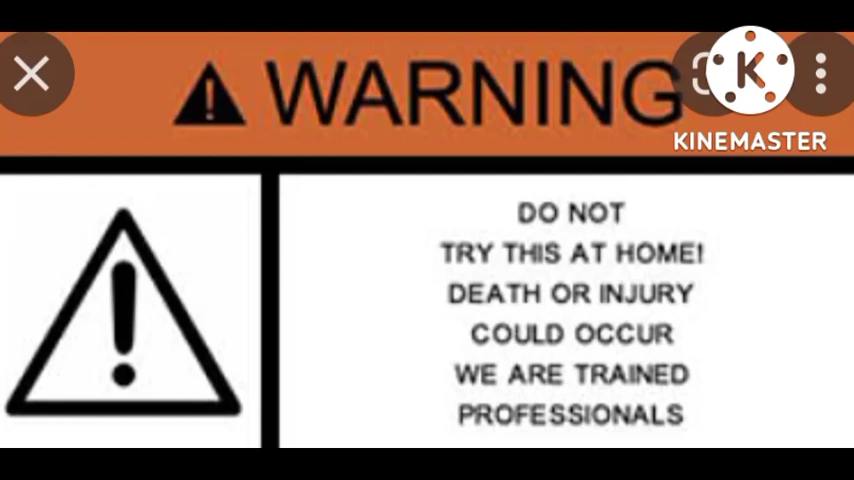 WARNING
KINEMASTER
DO NOT
TRY THIS AT HOME!
DEATH OR INJURY
COULD OCCUR
WE ARE TRAINED
PROFESSIONALS